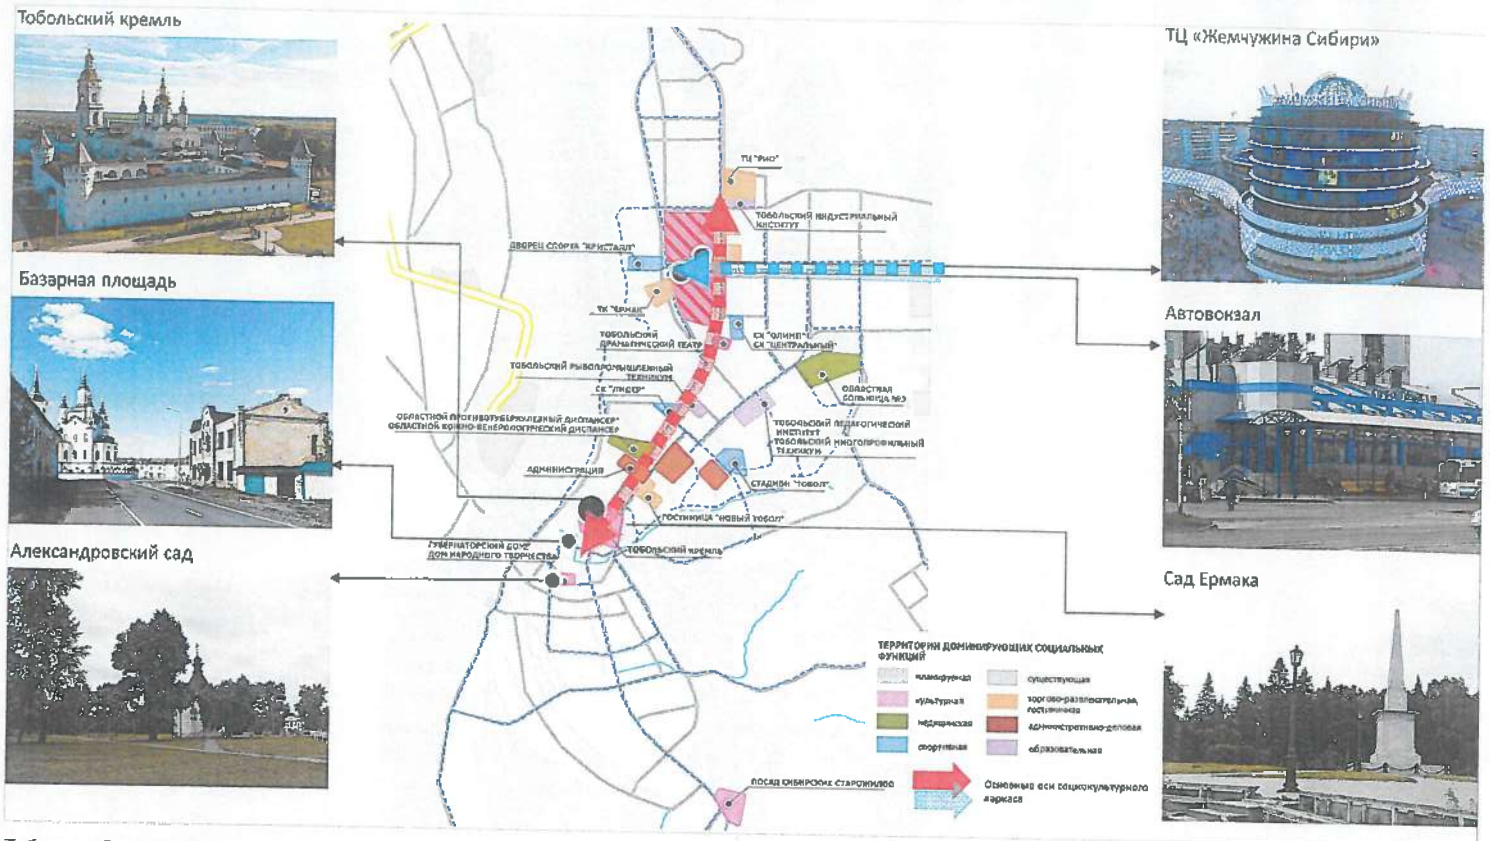 Тобольский кремль
Базарная площадь
Александровский сад
ТЦ "РИО"
ТОБОЛЬСКИЙ ИНДУСТРИАЛЬНЫЙ
ИНСТИТУТ
ДВОРЕЦ СПОРТА "КРИСТАЛЛ"
ТК "ЕРМАК"
ТОБОЛЬСКИЙ
ДРАМАТИЧЕСКИЙ ТЕАТР
СК "ОЛИМП"
СК "ЦЕНТРАЛЬНЫЙ"
ТОБОЛЬСКИЙ РЫБОПРОМЫШЛЕННЫЙ
ТЕХНИКУМ
СК "ЛИДЕР"
ОБЛАСТНАЯ
БОЛЬНИЦА №3
ОБЛАСТНОЙ ПРОТИВОТУБЕРКУЛЕЗНЫЙ ДИСПАНСЕР
ОБЛАСТНОЙ КОЖНО-ВЕНЕРОЛОГИЧЕСКИЙ ДИСПАНСЕР
ТОБОЛЬСКИЙ ПЕДАГОГИЧЕСКИЙ
ИНСТИТУТ
ТОБОЛЬСКИЙ МНОГОПРОФИЛЬНЫЙ
ТЕХНИКУМ
АДМИНИСТРАЦИЯ
СТАДИОН "ТОБОЛ"
ГОСТИНИЦА "НОВЫЙ ТОБОЛ"
ГУБЕРНАТОРСКИЙ ДОМ
ДОМ НАРОДНОГО ТВОРЧЕСТВА
ТОБОЛЬСКИЙ КРЕМЛЬ
ПОСАД СИБИРСКИХ СТАРОЖИЛОВ
ТЕРРИТОРИИ ДОМИНИРУЮЩИХ СОЦИАЛЬНЫХ
ФУНКЦИЙ
планируемая
существующая
культурная
торгово-развлекательная,
гостиничная
медицинская
административно-деловая
спортивная
образовательная
Основные оси социокультурного
каркаса
ТЦ «Жемчужина Сибири»
Автовокзал
Сад Ермака